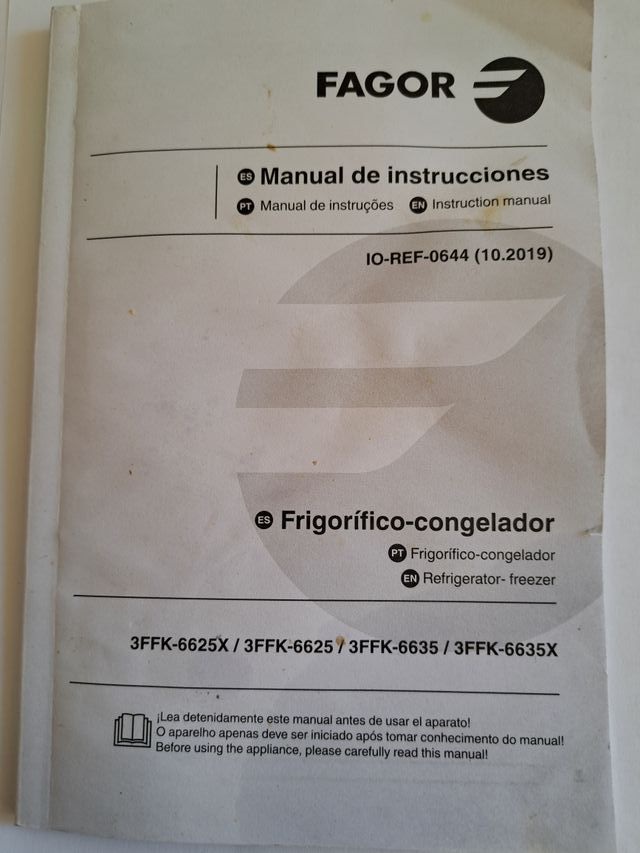 FAGOR
ES Manual de instrucciones
PT Manual de instruções EN Instruction manual
IO-REF-0644 (10.2019)
ES Frigorífico-congelador
PT Frigorífico-congelador
EN Refrigerator- freezer
3FFK-6625X / 3FFK-6625 / 3FFK-6635 / 3FFK-6635X
¡Lea detenidamente este manual antes de usar el aparato!
O aparelho apenas deve ser iniciado após tomar conhecimento do manual!
Before using the appliance, please carefully read this manual!